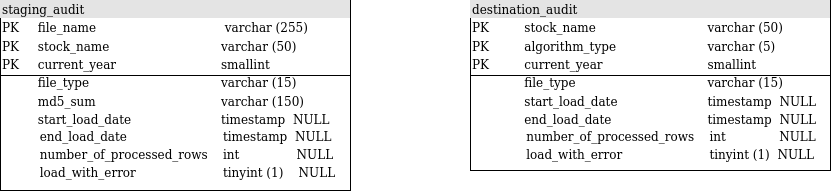 staging_audit
PK file_name varchar (255)
PK stock_name varchar (50)
PK current_year smallint
file_type varchar (15)
md5_sum varchar (150)
start_load_date timestamp NULL
end_load_date timestamp NULL
number_of_processed_rows int NULL
load_with_error tinyint (1) NULL
destination_audit
PK stock_name varchar (50)
PK algorithm_type varchar (5)
PK current_year smallint
file_type varchar (15)
start_load_date timestamp NULL
end_load_date timestamp NULL
number_of_processed_rows int NULL
load_with_error tinyint (1) NULL